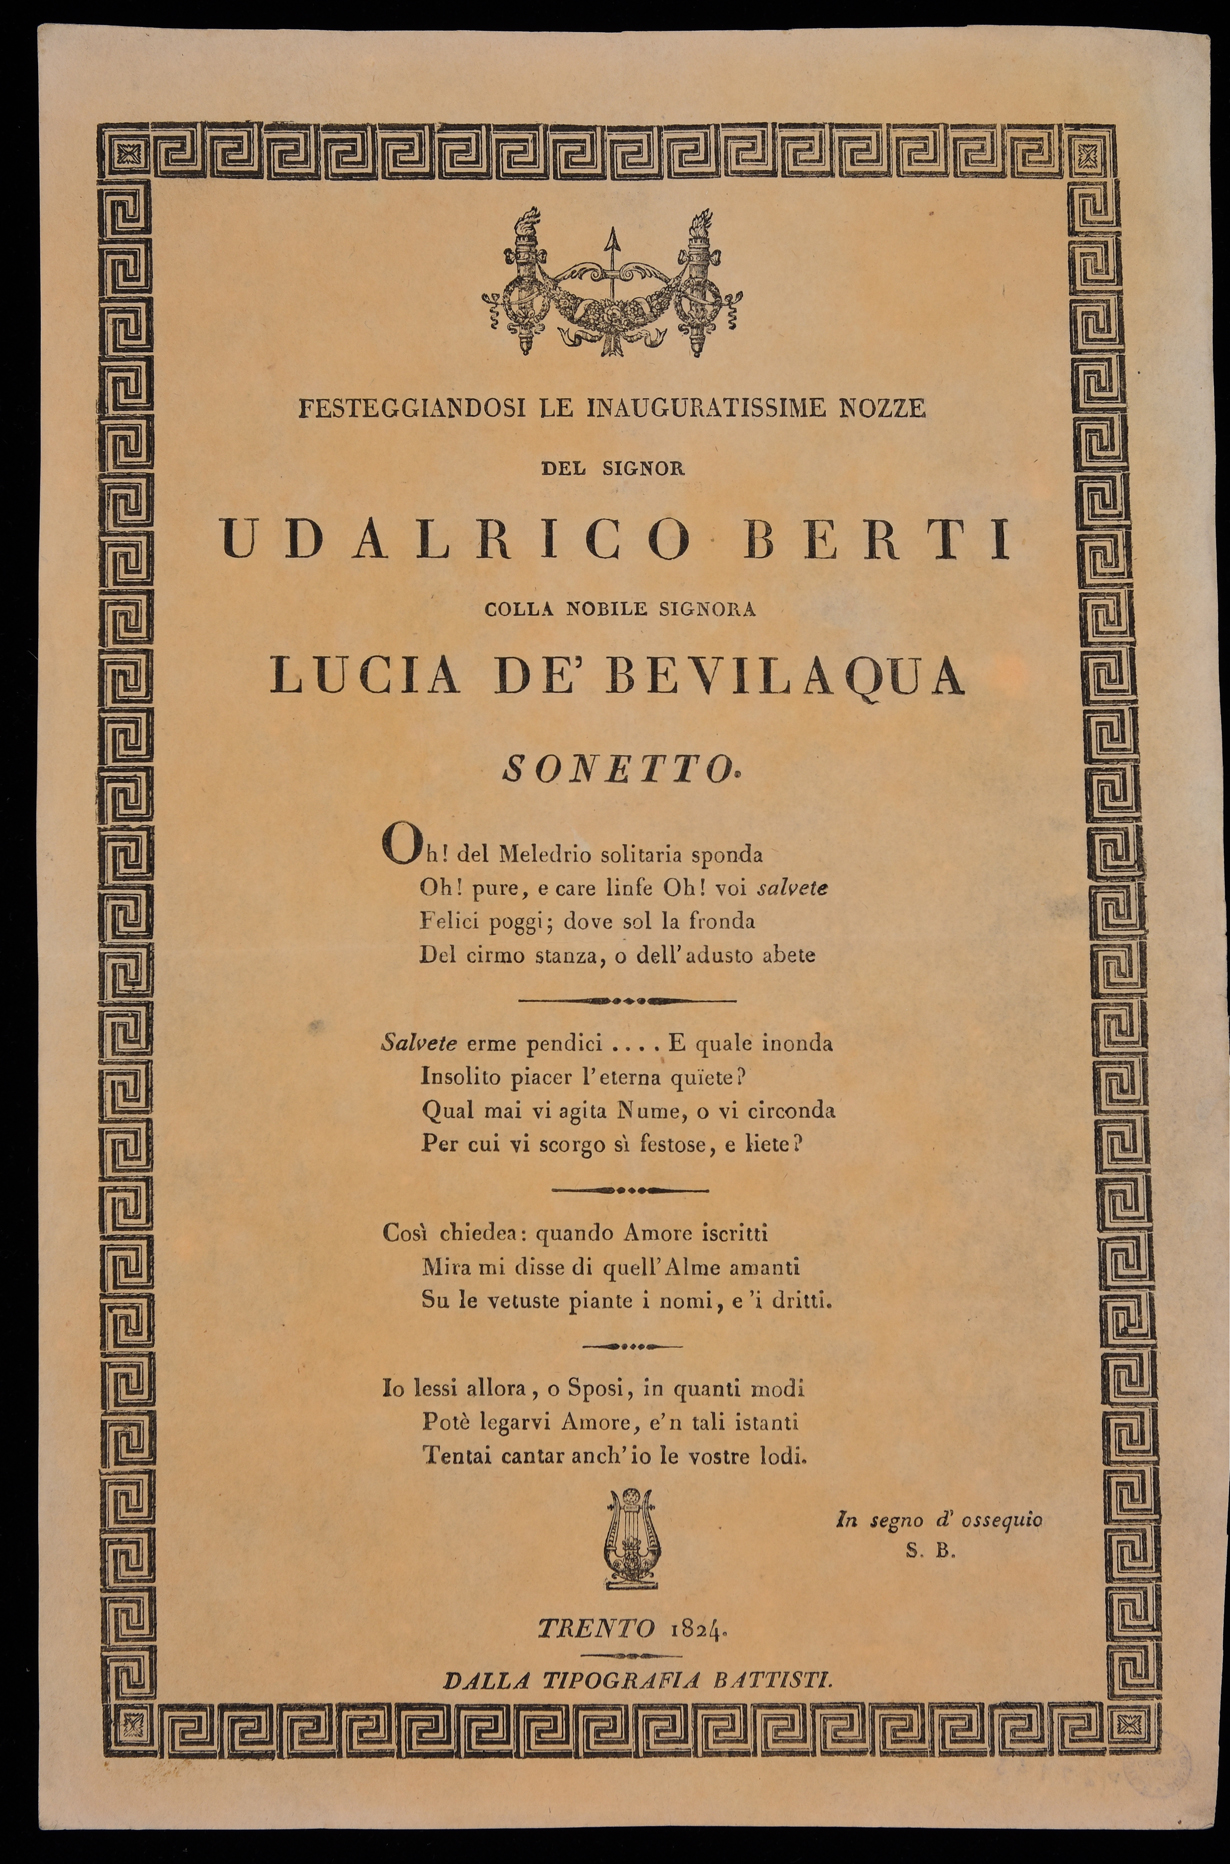 FESTEGGIANDOSI LE INAUGURATISSIME NOZZE
DEL SIGNOR
UDALRICO BERTI
COLLA NOBILE SIGNORA
LUCIA DE' BEVILAQUA
SONETTO.
Oh! del Meledrio solitaria sponda
Oh! pure, e care linfe Oh! voi salvete
Felici poggi; dove sol la fronda
Del cirmo stanza, o dell'adusto abete
Salvete erme pendici .... E quale inonda
Insolito piacer l'eterna quïete?
Qual mai vi agita Nume, o vi circonda
Per cui vi scorgo sì festose, e liete?
Così chiedea: quando Amore iscritti
Mira mi disse di quell'Alme amanti
Su le vetuste piante i nomi, e 'i dritti.
Io lessi allora, o Sposi, in quanti modi
Potè legarvi Amore, e'n tali istanti
Tentai cantar anch'io le vostre lodi.
In segno d' ossequio
S. B.
TRENTO 1824.
DALLA TIPOGRAFIA BATTISTI.